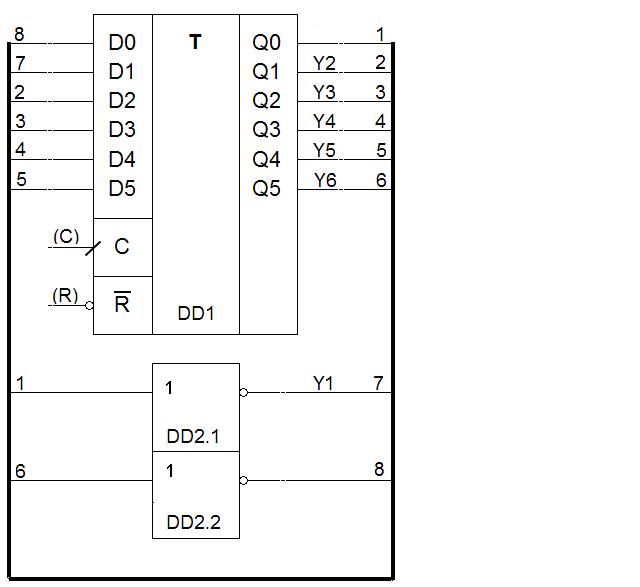 8 D0 T Q0 1
7 D1 Q1 Y2 2
2 D2 Q2 Y3 3
3 D3 Q3 Y4 4
4 D4 Q4 Y5 5
5 D5 Q5 Y6 6
(C) C
(R) R̅
DD1
1 1 Y1 7
DD2.1
6 1 8
DD2.2